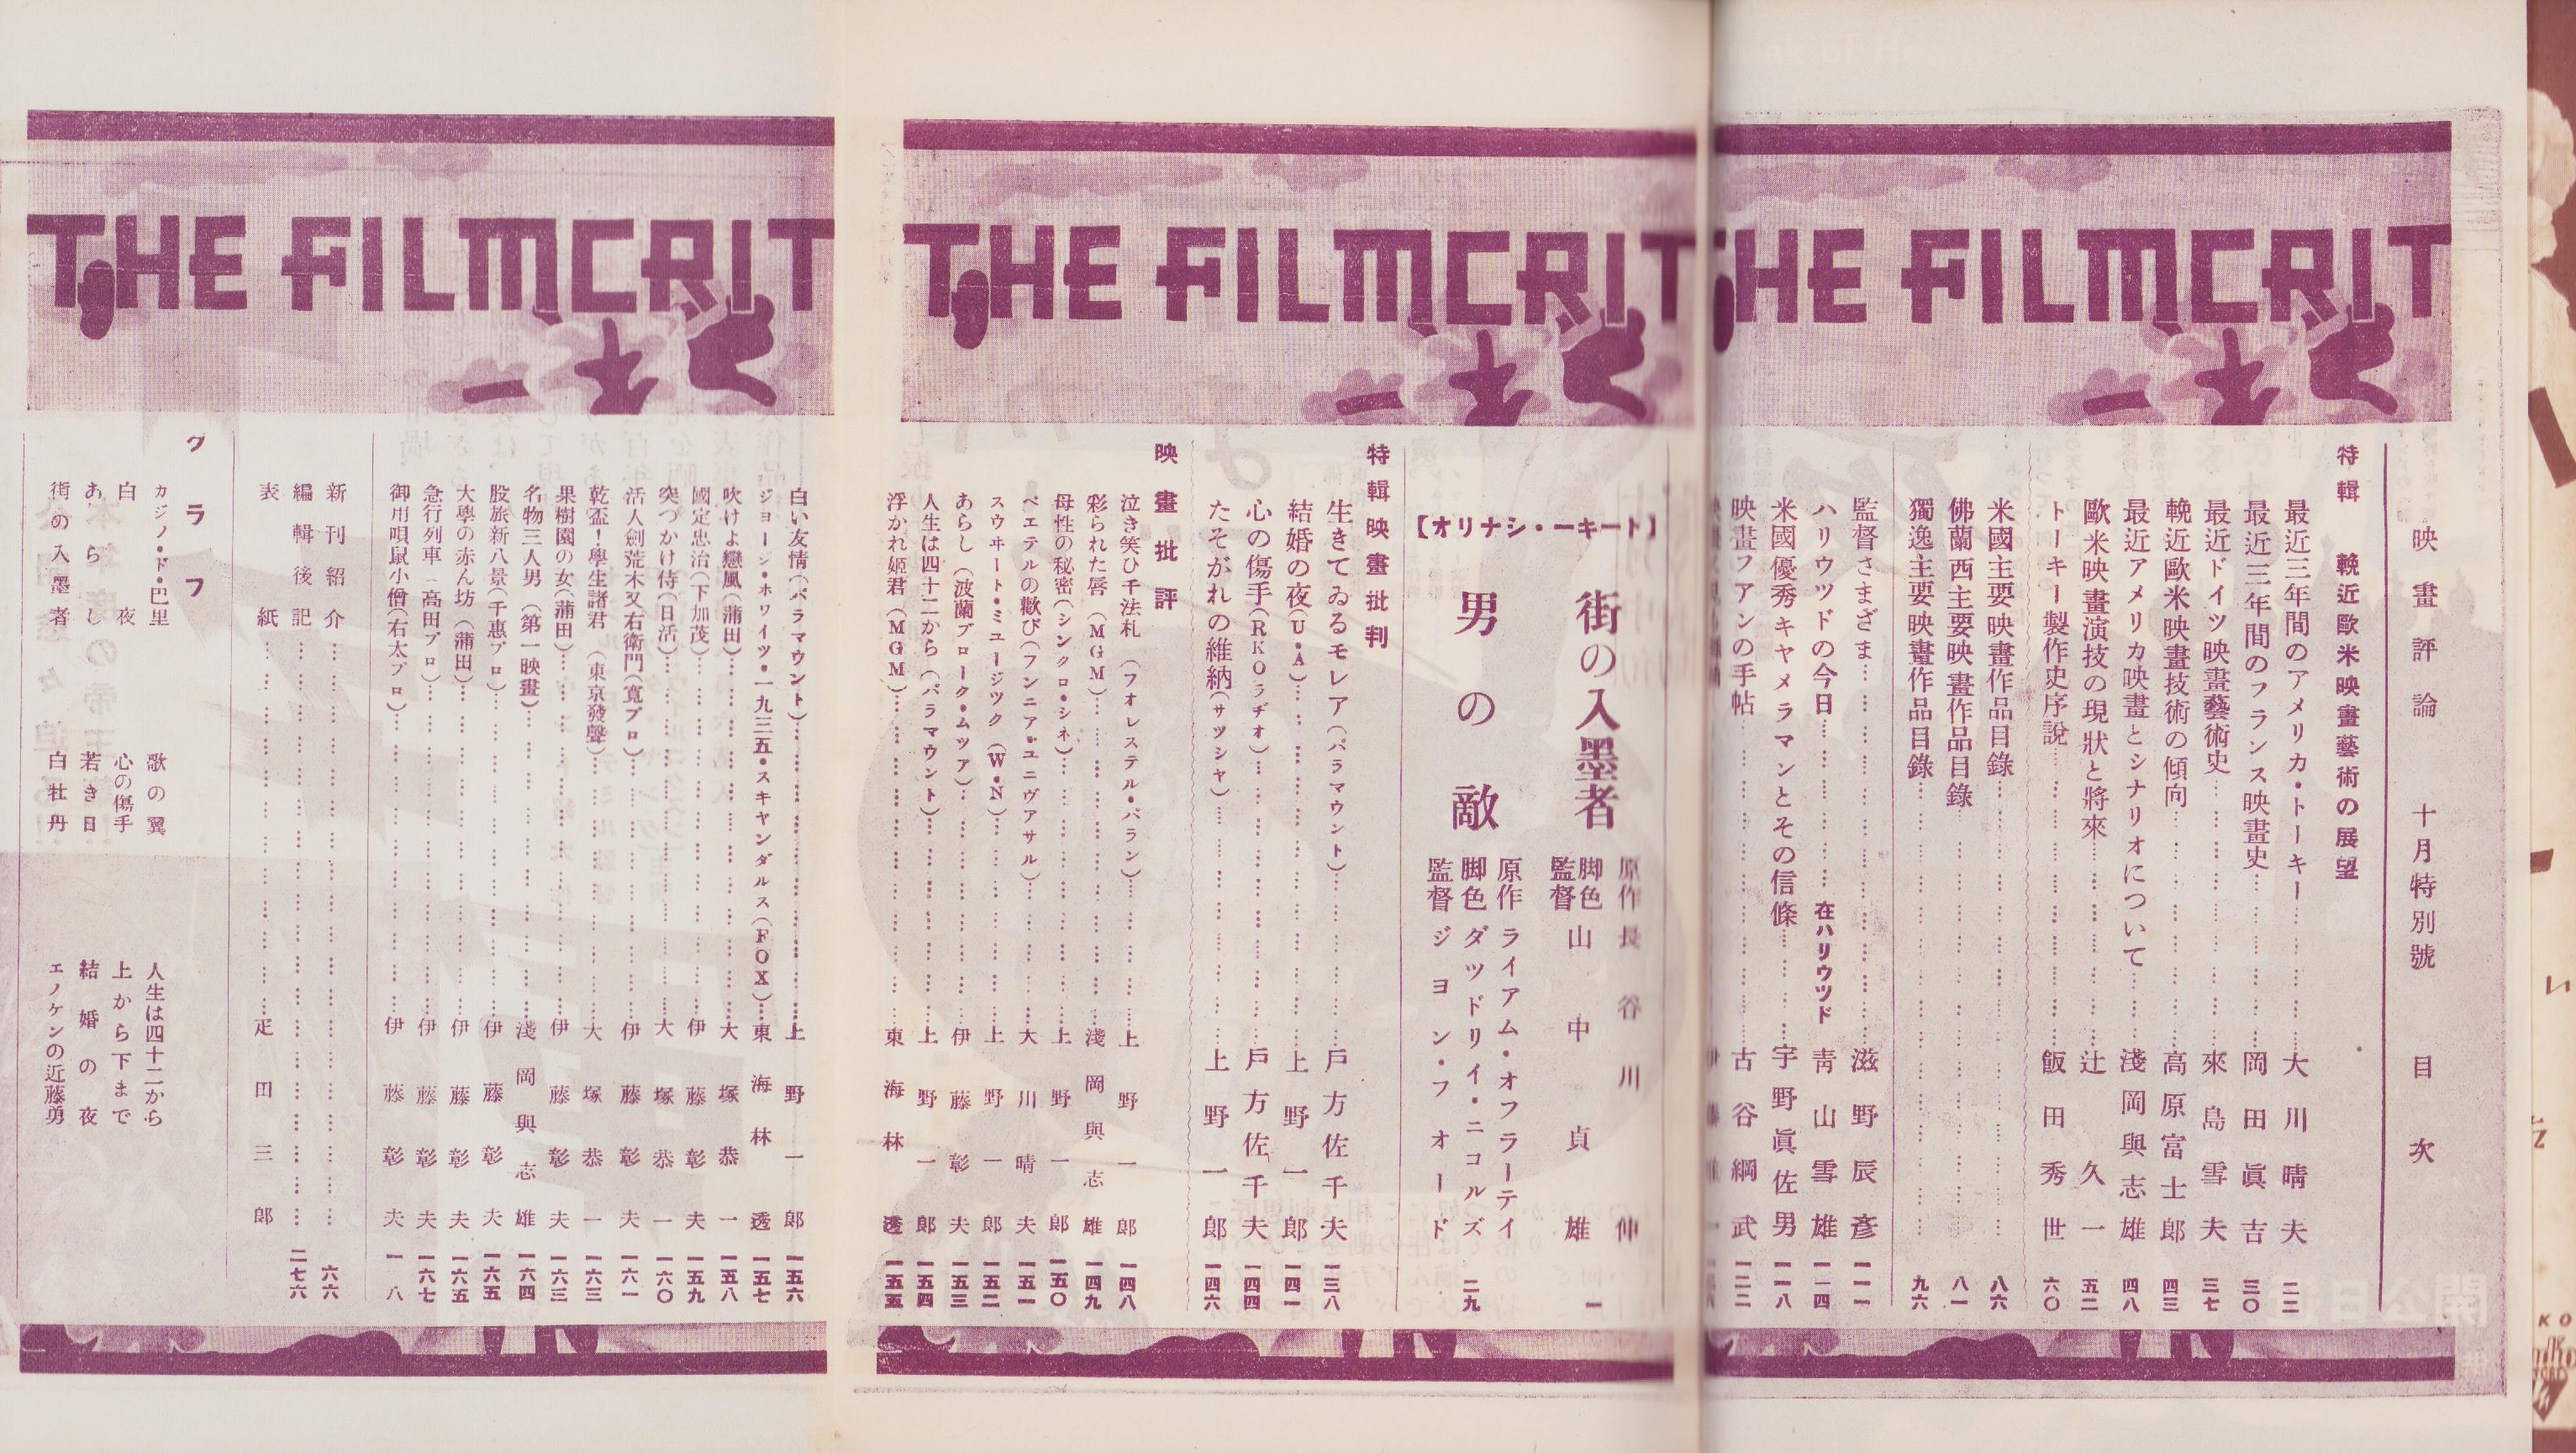 THE FILMCRIT
THE FILMCRIT
HE FILMCRIT
映畫評論 十月特別號 目次
特輯 輓近歐米映畫藝術の展望
最近三年間のアメリカ・トーキー 大川晴夫 二二
最近三年間のフランス映畫史 岡田眞吉 三〇
最近ドイツ映畫藝術史 來島雪夫 三七
輓近歐米映畫技術の傾向 高原富士郎 四三
最近アメリカ映畫とシナリオについて 淺岡興志雄 四八
歐米映畫演技の現狀と將來 辻久一 五二
トーキー製作史序說 飯田秀世 六〇
米國主要映畫作品目錄 八六
佛蘭西主要映畫作品目錄 八一
獨逸主要映畫作品目錄 九六
監督さまざま 滋野辰彥 一一一
ハリウツドの今日 在ハリウツド 靑山雪雄 一一四
米國優秀キヤメラマンとその信條 宇野眞佐男 一一八
映畫フアンの手帖 古谷綱武 一二二
【オリナシ・ーキート】
街の入墨者 原作 長谷川伸
脚色監督 山中貞雄 一
男の敵 原作 ライアム・オフラーテイ
脚色 ダツドリイ・ニコルズ 二九
監督 ジヨン・フオード
特輯映畫批判
生きてゐるモレア(パラマウント) 戸方佐千夫 一三八
結婚の夜(U・A) 上野一郎 一四一
心の傷手(RKOラヂオ) 戸方佐千夫 一四四
たそがれの維納(サツシヤ) 上野一郎 一四六
映畫批評
泣き笑ひ千法札(フオレステル・パラン) 上野一郎 一四八
彩られた唇(MGM) 淺岡興志雄 一四九
母性の秘密(シンクロ・シネ) 上野一郎 一五〇
ペエテルの歡び(フンニア・ユニヴアサル) 大川晴夫 一五一
スウヰート・ミユージツク(W・N) 上野一郎 一五二
あらし(波蘭ブローク・ムツア) 伊藤彰夫 一五三
人生は四十二から(パラマウント) 上野一郎 一五四
浮かれ姬君(MGM) 東海林透 一五五
白い友情(パラマウント) 上野一郎 一五六
ジヨージ・ホワイツ・一九三五・スキヤンダルス(FOX) 東海林透 一五七
吹けよ戀風(蒲田) 大塚恭一 一五八
國定忠治(下加茂) 伊藤彰夫 一五九
突つかけ侍(日活) 大塚恭一 一六〇
活人劍荒木又右衛門(寬プロ) 伊藤彰夫 一六一
乾盃!學生諸君(東京發聲) 大塚恭一 一六三
果樹園の女(蒲田) 伊藤彰夫 一六三
名物三人男(第一映畫) 淺岡興志雄 一六四
股旅新八景(千惠プロ) 伊藤彰夫 一六五
大學の赤ん坊(蒲田) 伊藤彰夫 一六五
急行列車(高田プロ) 伊藤彰夫 一六七
御用唄鼠小僧(右太プロ) 伊藤彰夫 一八
新刊紹介 六六
編輯後記 二七六
表紙 疋田三郎
グラフ
カジノ・ド・巴里 歌の翼 人生は四十二から
白夜 心の傷手 上から下まで
あらし 若き日 結婚の夜
街の入墨者 白牡丹 エノケンの近藤勇